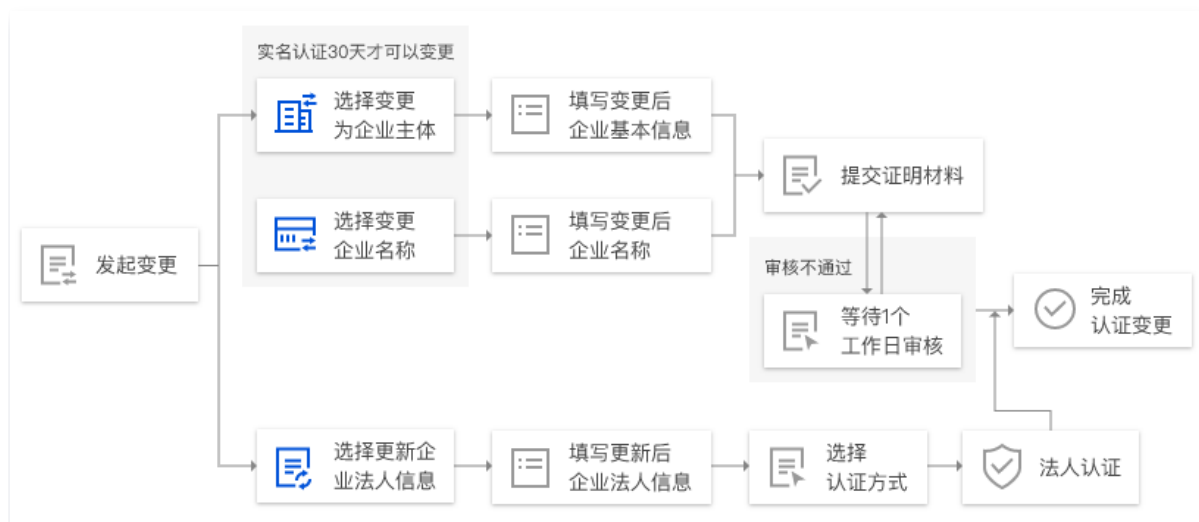 实名认证30天才可以变更
选择变更
为企业主体
填写变更后
企业基本信息
提交证明材料
选择变更
企业名称
填写变更后
企业名称
发起变更
审核不通过
等待1个
工作日审核
完成
认证变更
选择更新企
业法人信息
填写更新后
企业法人信息
选择
认证方式
法人认证